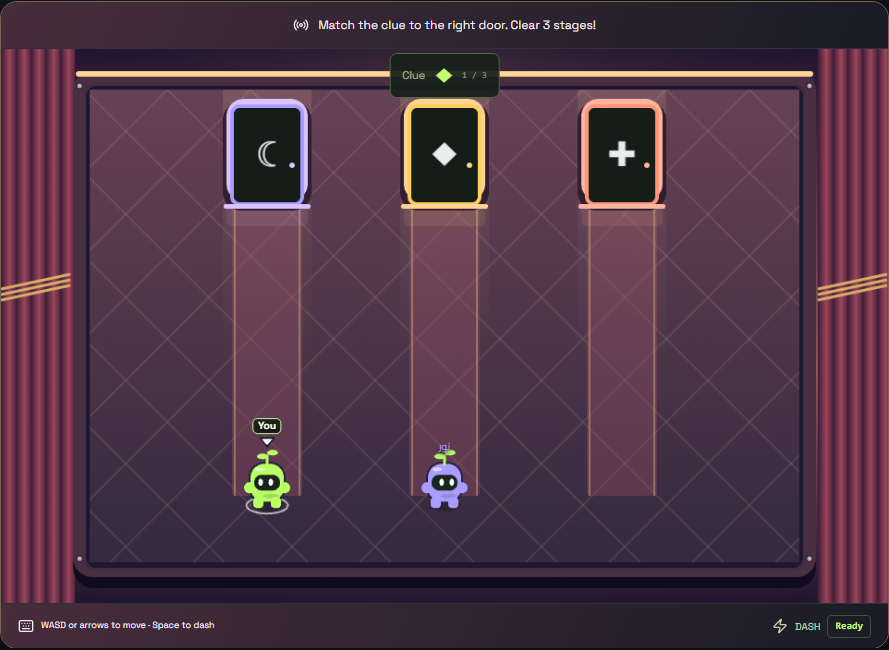 Match the clue to the right door. Clear 3 stages!
Clue 1 / 3
You
jgj
WASD or arrows to move · Space to dash
DASH Ready